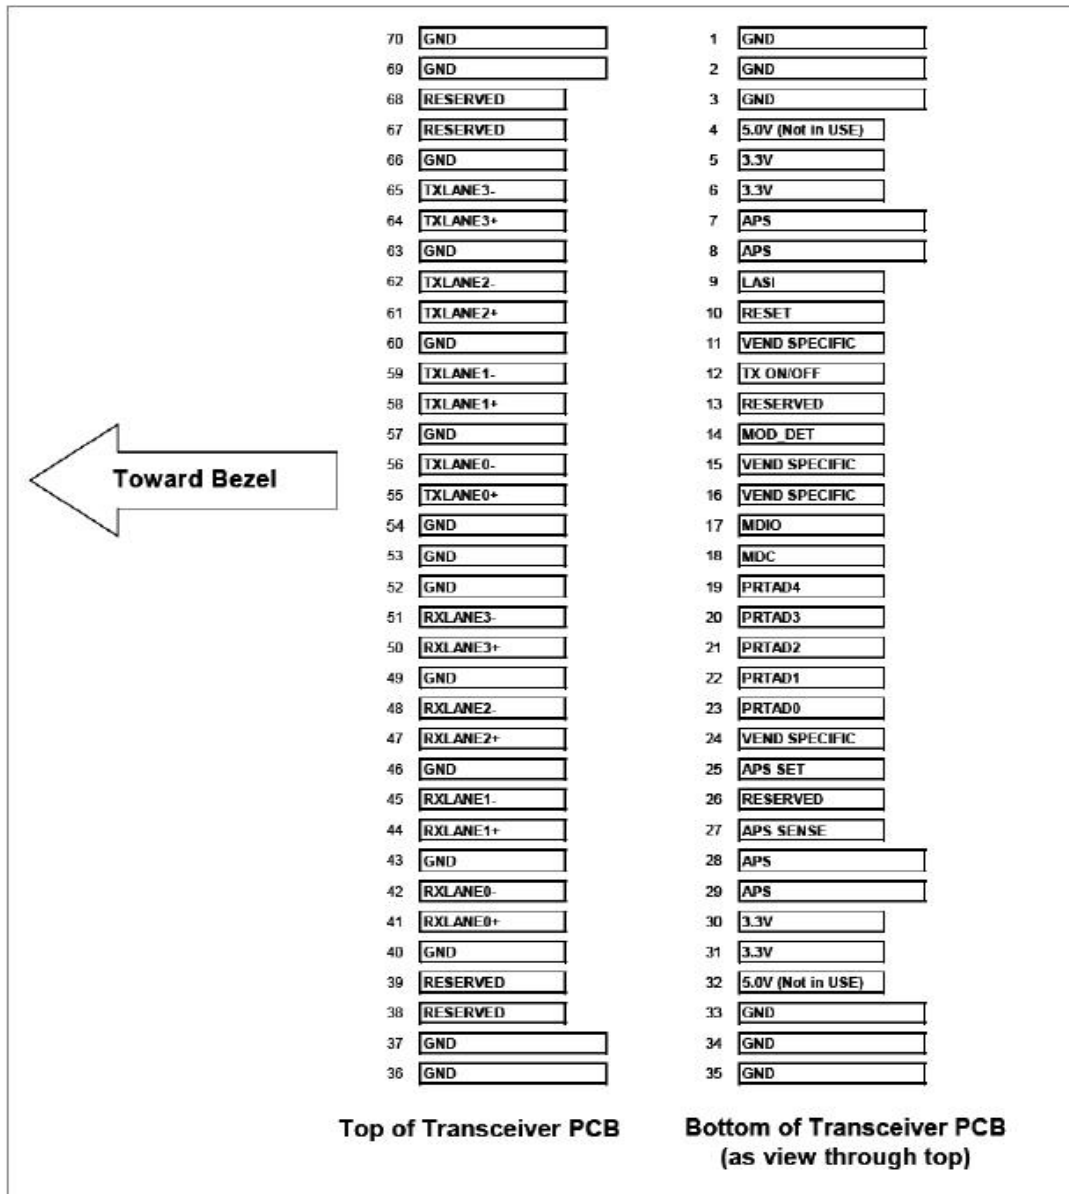 70 GND 1 GND
69 GND 2 GND
68 RESERVED 3 GND
67 RESERVED 4 5.0V (Not in USE)
66 GND 5 3.3V
65 TXLANE3- 6 3.3V
64 TXLANE3+ 7 APS
63 GND 8 APS
62 TXLANE2- 9 LASI
61 TXLANE2+ 10 RESET
60 GND 11 VEND SPECIFIC
59 TXLANE1- 12 TX ON/OFF
58 TXLANE1+ 13 RESERVED
57 GND 14 MOD_DET
Toward Bezel
56 TXLANE0- 15 VEND SPECIFIC
55 TXLANE0+ 16 VEND SPECIFIC
54 GND 17 MDIO
53 GND 18 MDC
52 GND 19 PRTAD4
51 RXLANE3- 20 PRTAD3
50 RXLANE3+ 21 PRTAD2
49 GND 22 PRTAD1
48 RXLANE2- 23 PRTAD0
47 RXLANE2+ 24 VEND SPECIFIC
46 GND 25 APS SET
45 RXLANE1- 26 RESERVED
44 RXLANE1+ 27 APS SENSE
43 GND 28 APS
42 RXLANE0- 29 APS
41 RXLANE0+ 30 3.3V
40 GND 31 3.3V
39 RESERVED 32 5.0V (Not in USE)
38 RESERVED 33 GND
37 GND 34 GND
36 GND 35 GND
Top of Transceiver PCB Bottom of Transceiver PCB
(as view through top)